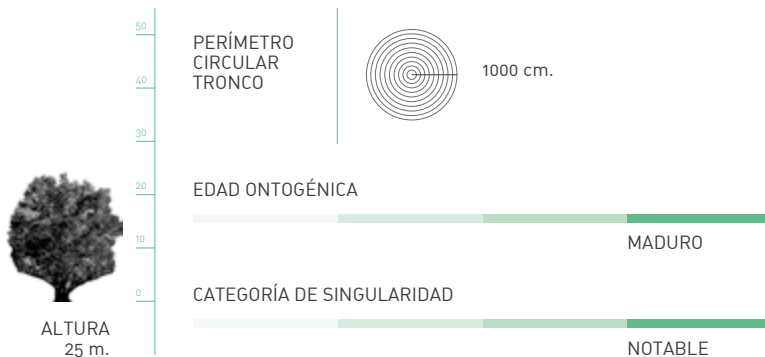 50
40
30
20
10
0
ALTURA
25 m.
PERÍMETRO
CIRCULAR
TRONCO
1000 cm.
EDAD ONTOGÉNICA
MADURO
CATEGORÍA DE SINGULARIDAD
NOTABLE